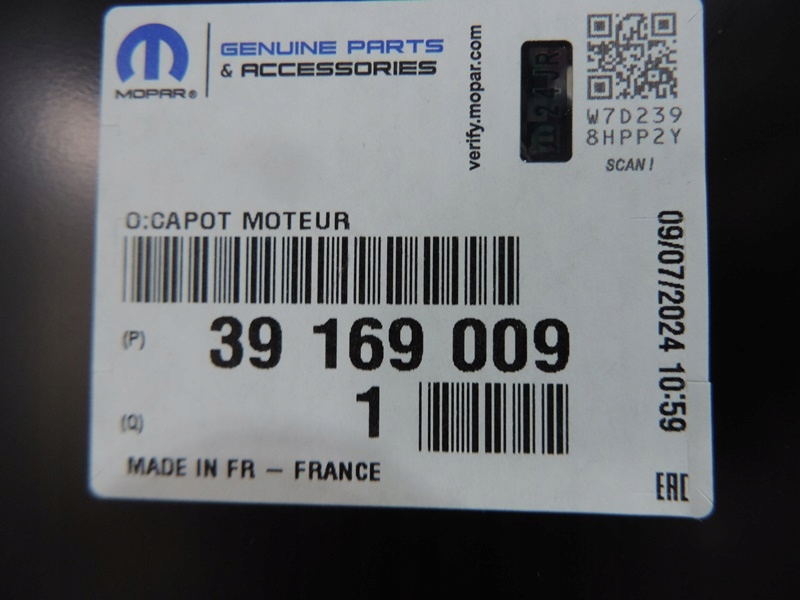 MOPAR®
GENUINE PARTS
& ACCESSORIES
verify.mopar.com
m24JR
W7D239
8HPP2Y
SCAN!
O:CAPOT MOTEUR
(P)
39 169 009
(Q)
1
MADE IN FR – FRANCE
09/07/2024 10:59
EAC